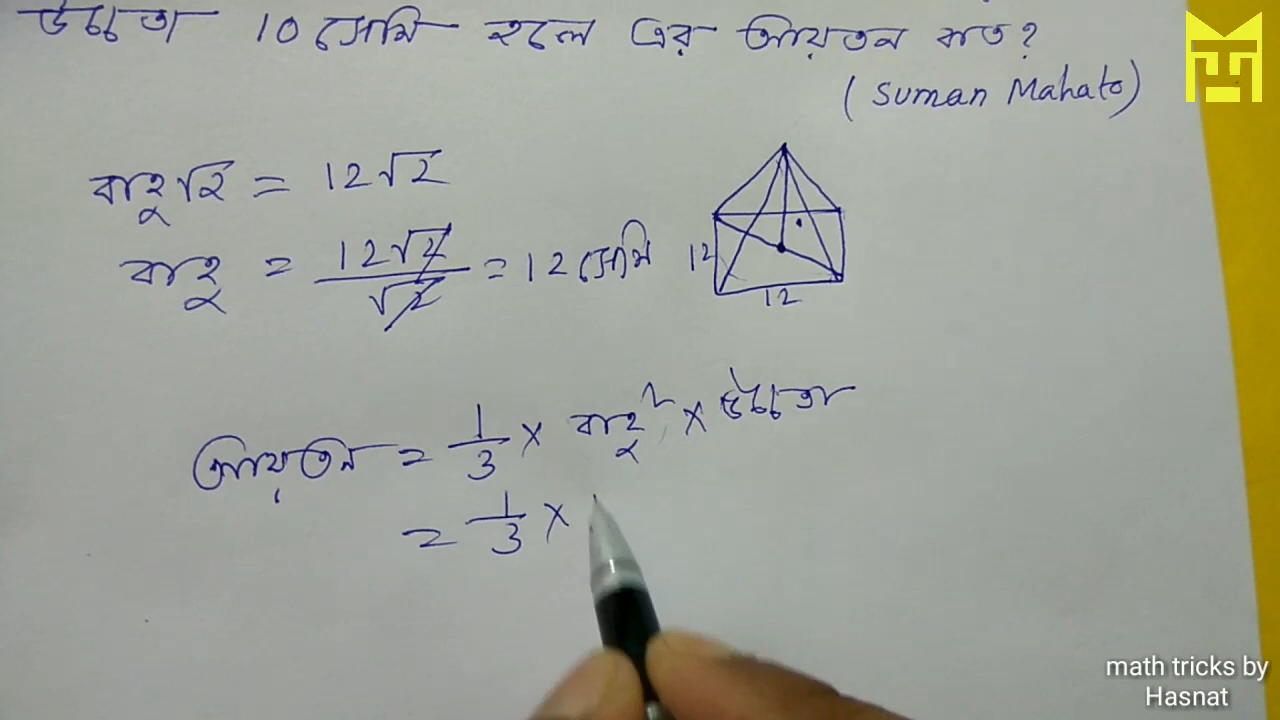 উচ্চতা 10 সেমি হলে এর আয়তন কত?
(Suman Mahato)
বাহু√2 = 12√2
বাহু = 12√2/√2 = 12 সেমি
12
12
আয়তন = 1/3 × বাহু² × উচ্চতা
= 1/3 ×
math tricks by
Hasnat